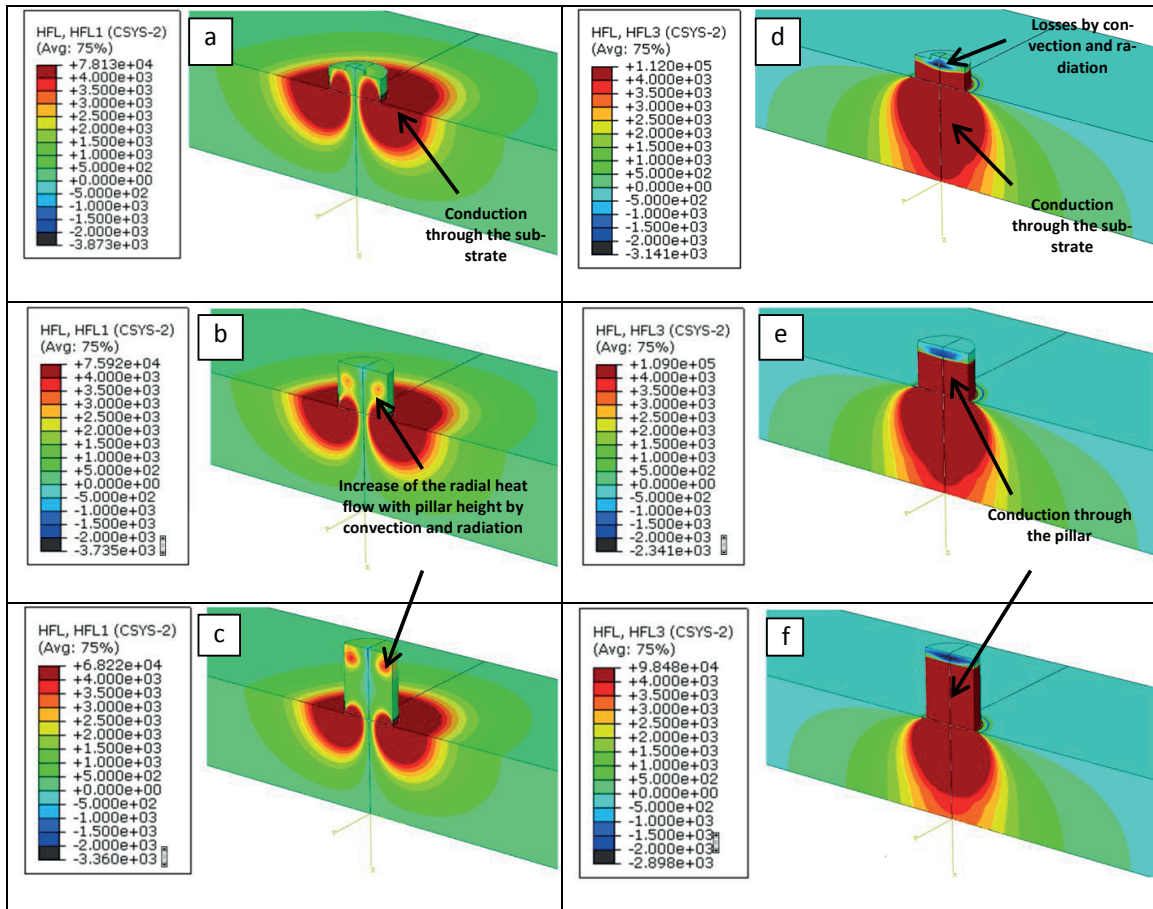 a
HFL, HFL1 (CSYS-2)
(Avg: 75%)
+7.813e+04
+4.000e+03
+3.500e+03
+3.000e+03
+2.500e+03
+2.000e+03
+1.500e+03
+1.000e+03
+5.000e+02
+0.000e+00
-5.000e+02
-1.000e+03
-1.500e+03
-2.000e+03
-3.873e+03
Conduction
through the sub-
strate
d
HFL, HFL3 (CSYS-2)
(Avg: 75%)
+1.120e+05
+4.000e+03
+3.500e+03
+3.000e+03
+2.500e+03
+2.000e+03
+1.500e+03
+1.000e+03
+5.000e+02
+0.000e+00
-5.000e+02
-1.000e+03
-1.500e+03
-2.000e+03
-3.141e+03
Losses by con-
vection and ra-
diation
Conduction
through the sub-
strate
b
HFL, HFL1 (CSYS-2)
(Avg: 75%)
+7.592e+04
+4.000e+03
+3.500e+03
+3.000e+03
+2.500e+03
+2.000e+03
+1.500e+03
+1.000e+03
+5.000e+02
+0.000e+00
-5.000e+02
-1.000e+03
-1.500e+03
-2.000e+03
-3.735e+03
Increase of the radial heat
flow with pillar height by
convection and radiation
e
HFL, HFL3 (CSYS-2)
(Avg: 75%)
+1.090e+05
+4.000e+03
+3.500e+03
+3.000e+03
+2.500e+03
+2.000e+03
+1.500e+03
+1.000e+03
+5.000e+02
+0.000e+00
-5.000e+02
-1.000e+03
-1.500e+03
-2.000e+03
-2.341e+03
Conduction through
the pillar
c
HFL, HFL1 (CSYS-2)
(Avg: 75%)
+6.822e+04
+4.000e+03
+3.500e+03
+3.000e+03
+2.500e+03
+2.000e+03
+1.500e+03
+1.000e+03
+5.000e+02
+0.000e+00
-5.000e+02
-1.000e+03
-1.500e+03
-2.000e+03
-3.360e+03
f
HFL, HFL3 (CSYS-2)
(Avg: 75%)
+9.848e+04
+4.000e+03
+3.500e+03
+3.000e+03
+2.500e+03
+2.000e+03
+1.500e+03
+1.000e+03
+5.000e+02
+0.000e+00
-5.000e+02
-1.000e+03
-1.500e+03
-2.000e+03
-2.898e+03